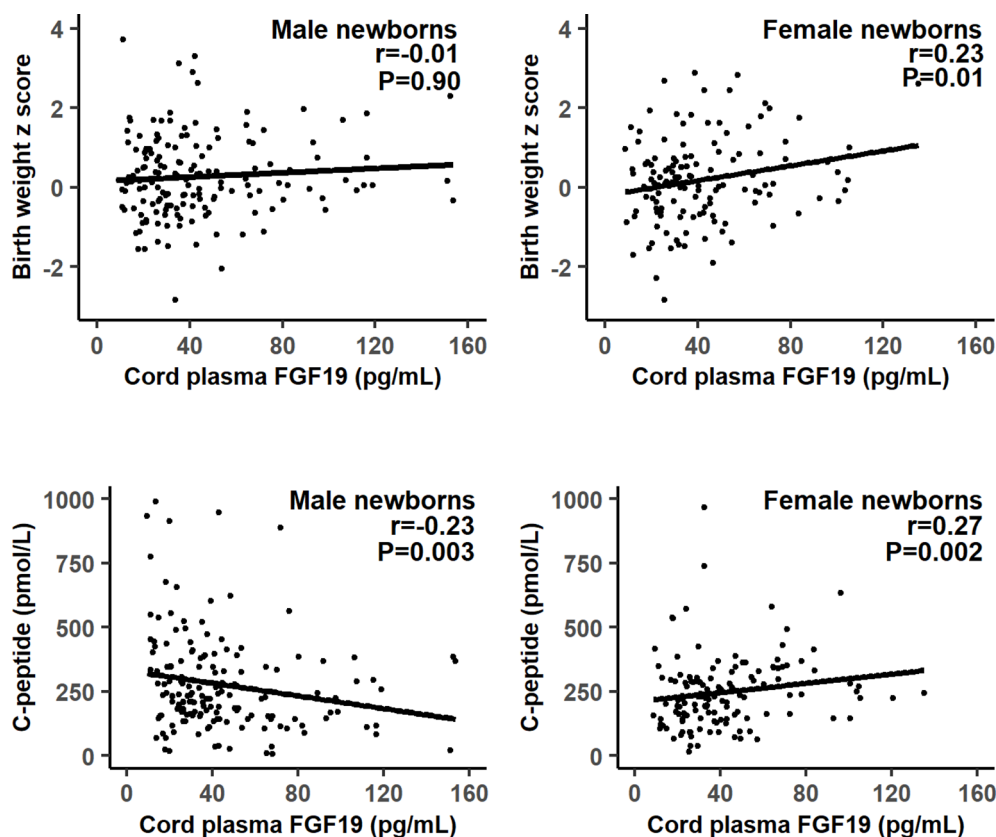 Male newborns
r=-0.01
P=0.90
Birth weight z score
4
2
0
-2
0 40 80 120 160
Cord plasma FGF19 (pg/mL)
Female newborns
r=0.23
P=0.01
Birth weight z score
4
2
0
-2
0 40 80 120 160
Cord plasma FGF19 (pg/mL)
Male newborns
r=-0.23
P=0.003
C-peptide (pmol/L)
1000
750
500
250
0
0 40 80 120 160
Cord plasma FGF19 (pg/mL)
Female newborns
r=0.27
P=0.002
C-peptide (pmol/L)
1000
750
500
250
0
0 40 80 120 160
Cord plasma FGF19 (pg/mL)